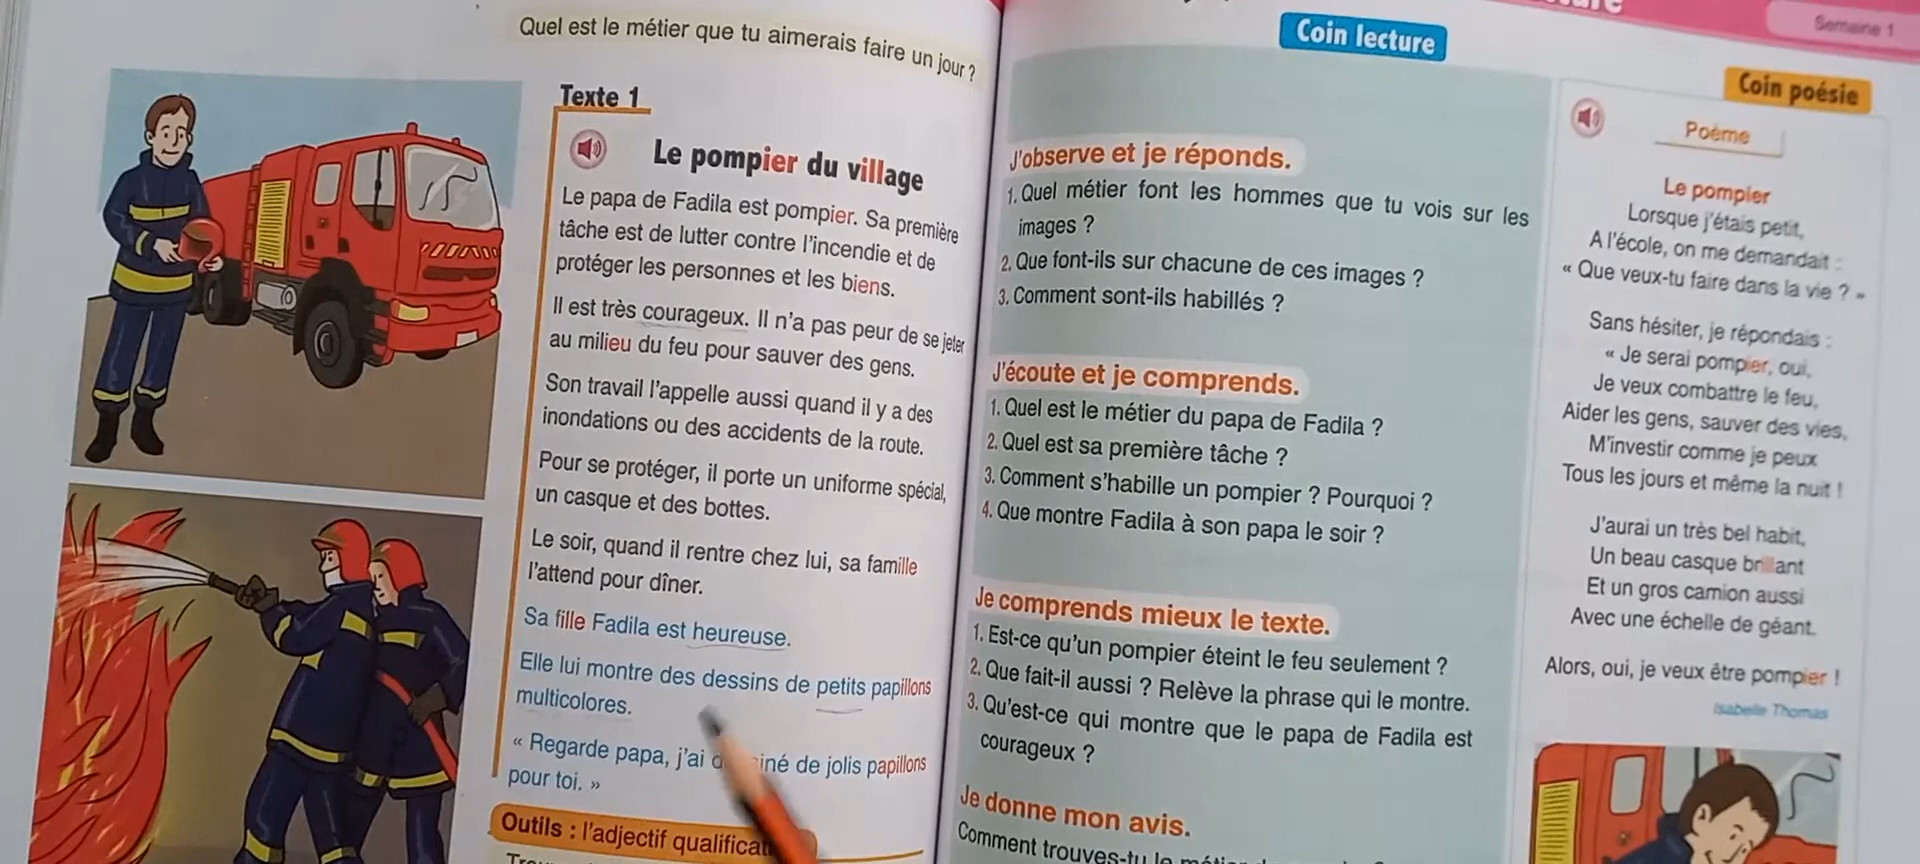 Quel est le métier que tu aimerais faire un jour ?
Texte 1
Le pompier du village
Le papa de Fadila est pompier. Sa première
tâche est de lutter contre l'incendie et de
protéger les personnes et les biens.
Il est très courageux. Il n'a pas peur de se jeter
au milieu du feu pour sauver des gens.
Son travail l'appelle aussi quand il y a des
inondations ou des accidents de la route.
Pour se protéger, il porte un uniforme spécial,
un casque et des bottes.
Le soir, quand il rentre chez lui, sa famille
l'attend pour dîner.
Sa fille Fadila est heureuse.
Elle lui montre des dessins de petits papillons
multicolores.
« Regarde papa, j'ai de jolis papillons
pour toi. »
Outils : l'adjectif
Semaine 1
Coin lecture
J'observe et je réponds.
1. Quel métier font les hommes que tu vois sur les
images ?
2. Que font-ils sur chacune de ces images ?
3. Comment sont-ils habillés ?
J'écoute et je comprends.
1. Quel est le métier du papa de Fadila ?
2. Quel est sa première tâche ?
3. Comment s'habille un pompier ? Pourquoi ?
4. Que montre Fadila à son papa le soir ?
Je comprends mieux le texte.
1. Est-ce qu'un pompier éteint le feu seulement ?
2. Que fait-il aussi ? Relève la phrase qui le montre.
3. Qu'est-ce qui montre que le papa de Fadila est
courageux ?
Je donne mon avis.
Comment trouves-tu le
Coin poésie
Poème
Le pompier
Lorsque j'étais petit,
A l'école, on me demandait :
« Que veux-tu faire dans la vie ? »
Sans hésiter, je répondais :
« Je serai pompier, oui,
Je veux combattre le feu,
Aider les gens, sauver des vies,
M'investir comme je peux
Tous les jours et même la nuit !
J'aurai un très bel habit,
Un beau casque brillant
Et un gros camion aussi
Avec une échelle de géant.
Alors, oui, je veux être pompier !
Isabelle Thomas